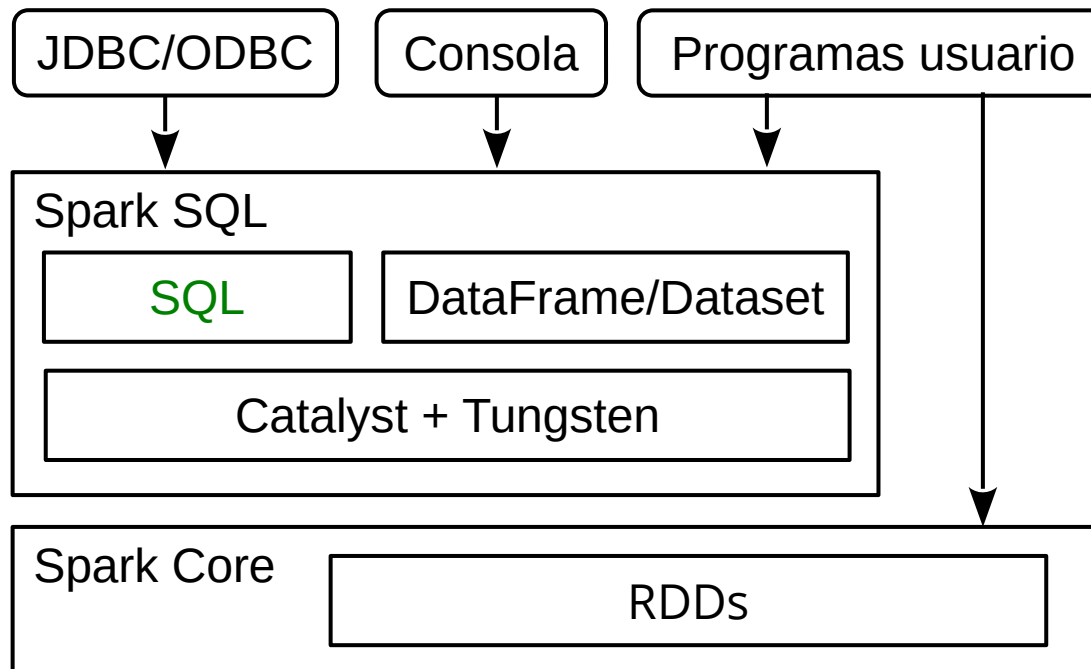 JDBC/ODBC
Consola
Programas usuario
Spark SQL
SQL
DataFrame/Dataset
Catalyst + Tungsten
Spark Core
RDDs